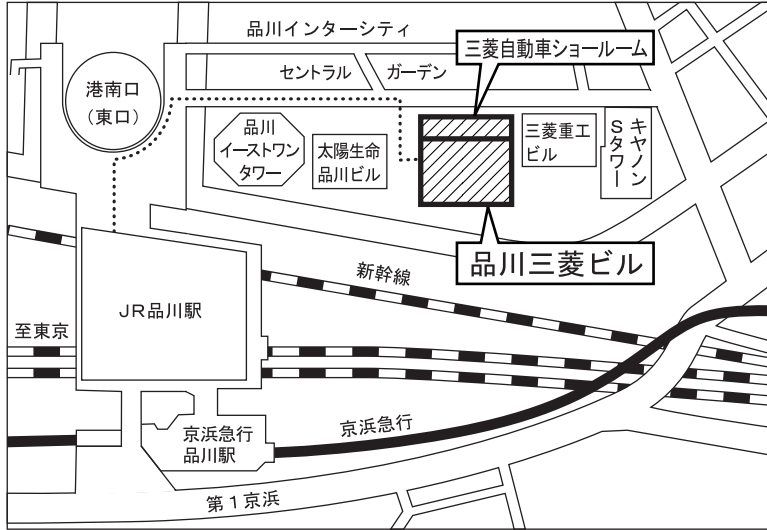 品川インターシティ
三菱自動車ショールーム
セントラル ガーデン
港南口
(東口)
品川
イーストワン
タワー
太陽生命
品川ビル
三菱重工
ビル
キヤノン
Sタワー
品川三菱ビル
新幹線
JR品川駅
至東京
京浜急行
京浜急行
品川駅
第1京浜